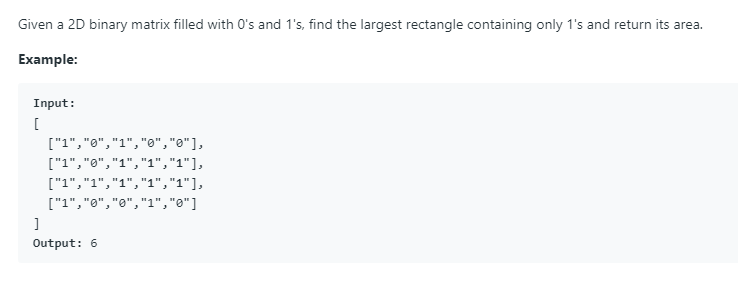 Given a 2D binary matrix filled with 0's and 1's, find the largest rectangle containing only 1's and return its area.
Example:
Input:
[
  ["1","0","1","0","0"],
  ["1","0","1","1","1"],
  ["1","1","1","1","1"],
  ["1","0","0","1","0"]
]
Output: 6